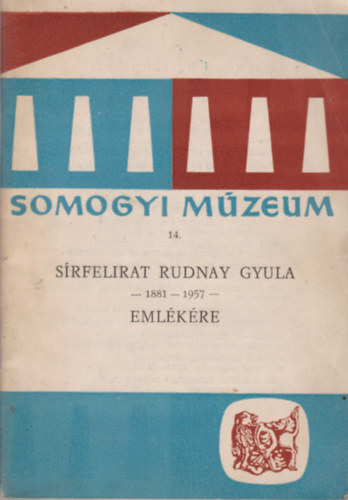 SOMOGYI MÚZEUM
14.
SÍRFELIRAT RUDNAY GYULA
— 1881 — 1957 —
EMLÉKÉRE